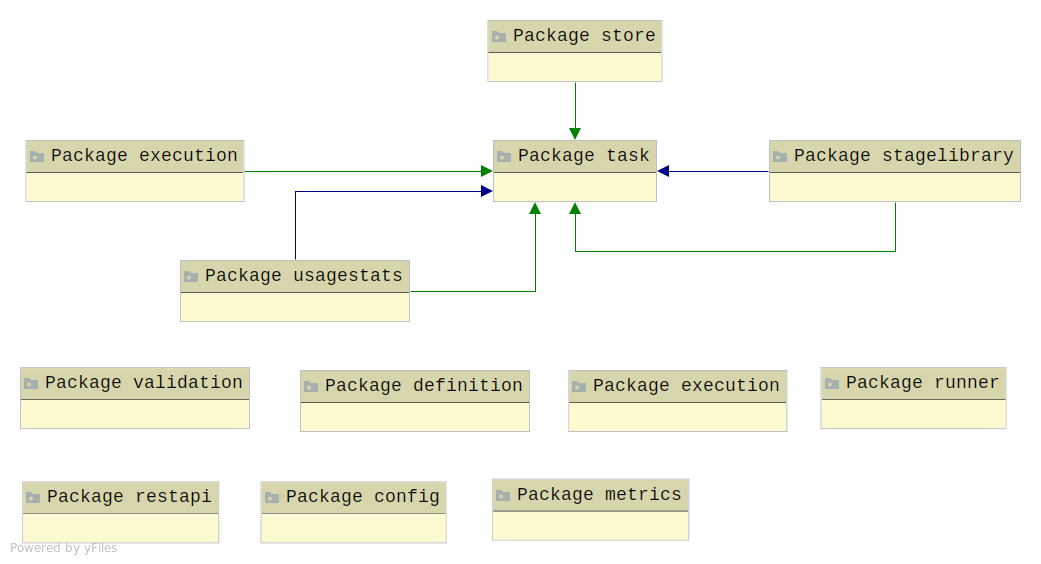 Package store
Package execution
Package task
Package stagelibrary
Package usagestats
Package validation
Package definition
Package execution
Package runner
Package restapi
Package config
Package metrics
Powered by yFiles